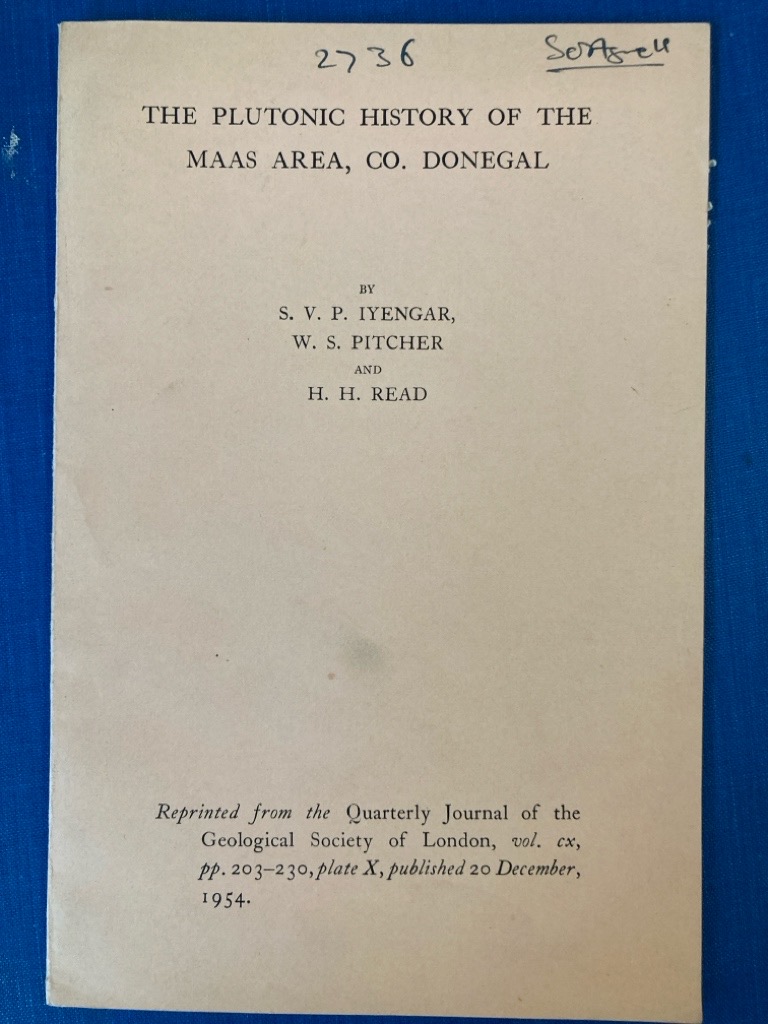 2736
THE PLUTONIC HISTORY OF THE
MAAS AREA, CO. DONEGAL
BY
S. V. P. IYENGAR,
W. S. PITCHER
AND
H. H. READ
Reprinted from the Quarterly Journal of the
Geological Society of London, vol. cx,
pp. 203–230, plate X, published 20 December,
1954.